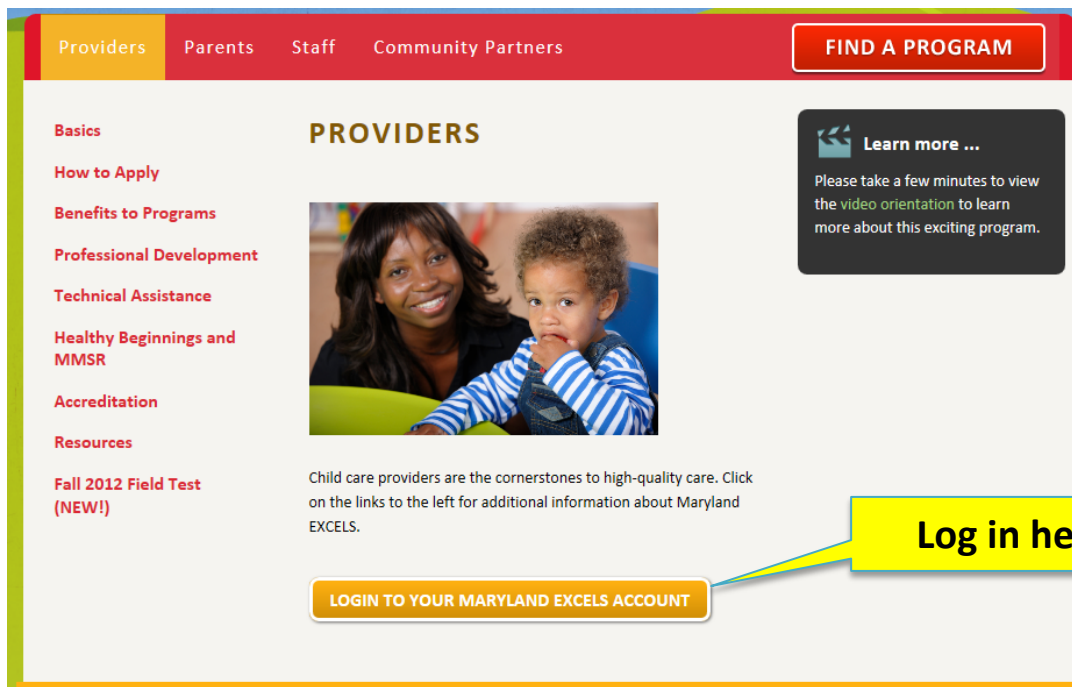 Providers Parents Staff Community Partners FIND A PROGRAM
Basics
How to Apply
Benefits to Programs
Professional Development
Technical Assistance
Healthy Beginnings and
MMSR
Accreditation
Resources
Fall 2012 Field Test
(NEW!)
PROVIDERS
Child care providers are the cornerstones to high-quality care. Click
on the links to the left for additional information about Maryland
EXCELS.
LOGIN TO YOUR MARYLAND EXCELS ACCOUNT
Learn more ...
Please take a few minutes to view
the video orientation to learn
more about this exciting program.
Log in